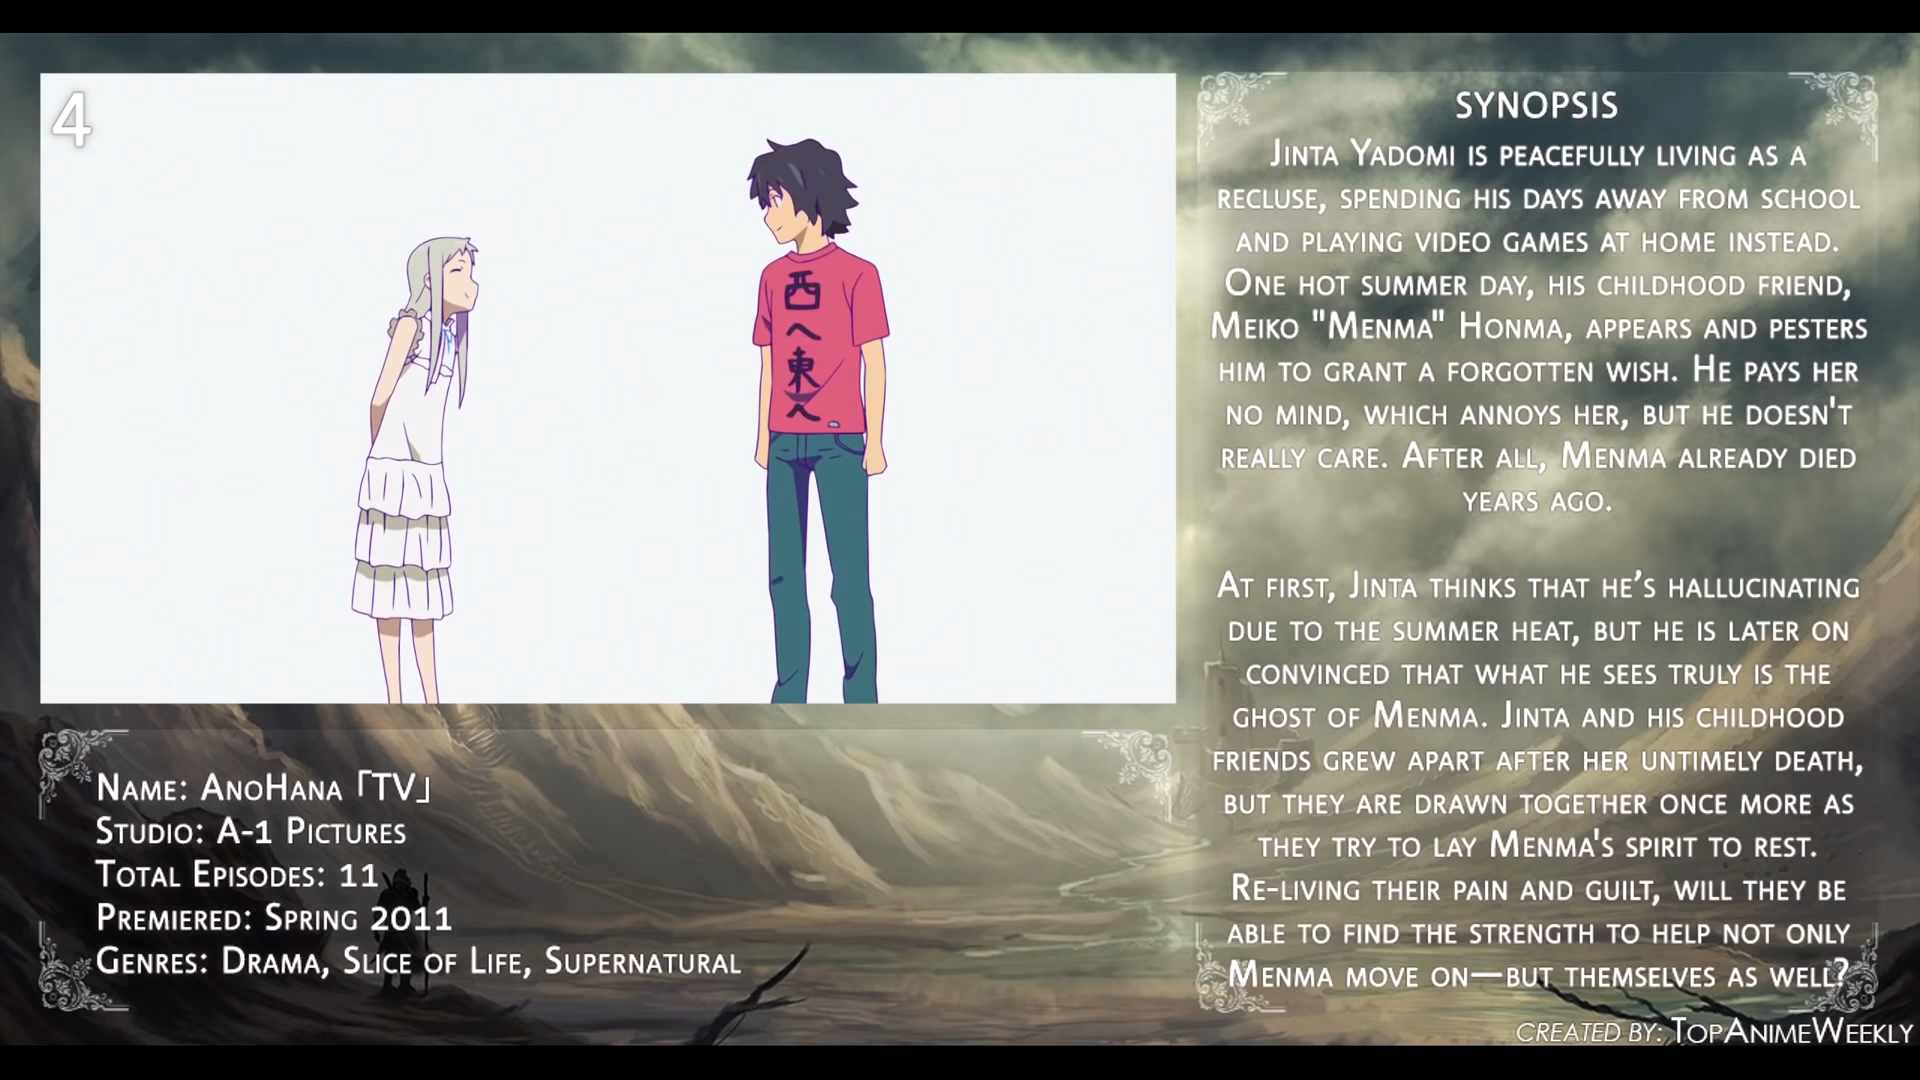 4
西
へ
東
へ
SYNOPSIS
JINTA YADOMI IS PEACEFULLY LIVING AS A
RECLUSE, SPENDING HIS DAYS AWAY FROM SCHOOL
AND PLAYING VIDEO GAMES AT HOME INSTEAD.
ONE HOT SUMMER DAY, HIS CHILDHOOD FRIEND,
MEIKO "MENMA" HONMA, APPEARS AND PESTERS
HIM TO GRANT A FORGOTTEN WISH. HE PAYS HER
NO MIND, WHICH ANNOYS HER, BUT HE DOESN'T
REALLY CARE. AFTER ALL, MENMA ALREADY DIED
YEARS AGO.
AT FIRST, JINTA THINKS THAT HE’S HALLUCINATING
DUE TO THE SUMMER HEAT, BUT HE IS LATER ON
CONVINCED THAT WHAT HE SEES TRULY IS THE
GHOST OF MENMA. JINTA AND HIS CHILDHOOD
FRIENDS GREW APART AFTER HER UNTIMELY DEATH,
BUT THEY ARE DRAWN TOGETHER ONCE MORE AS
THEY TRY TO LAY MENMA'S SPIRIT TO REST.
RE-LIVING THEIR PAIN AND GUILT, WILL THEY BE
ABLE TO FIND THE STRENGTH TO HELP NOT ONLY
MENMA MOVE ON—BUT THEMSELVES AS WELL?
NAME: ANOHANA「TV」
STUDIO: A-1 PICTURES
TOTAL EPISODES: 11
PREMIERED: SPRING 2011
GENRES: DRAMA, SLICE OF LIFE, SUPERNATURAL
CREATED BY: TOPANIMEWEEKLY